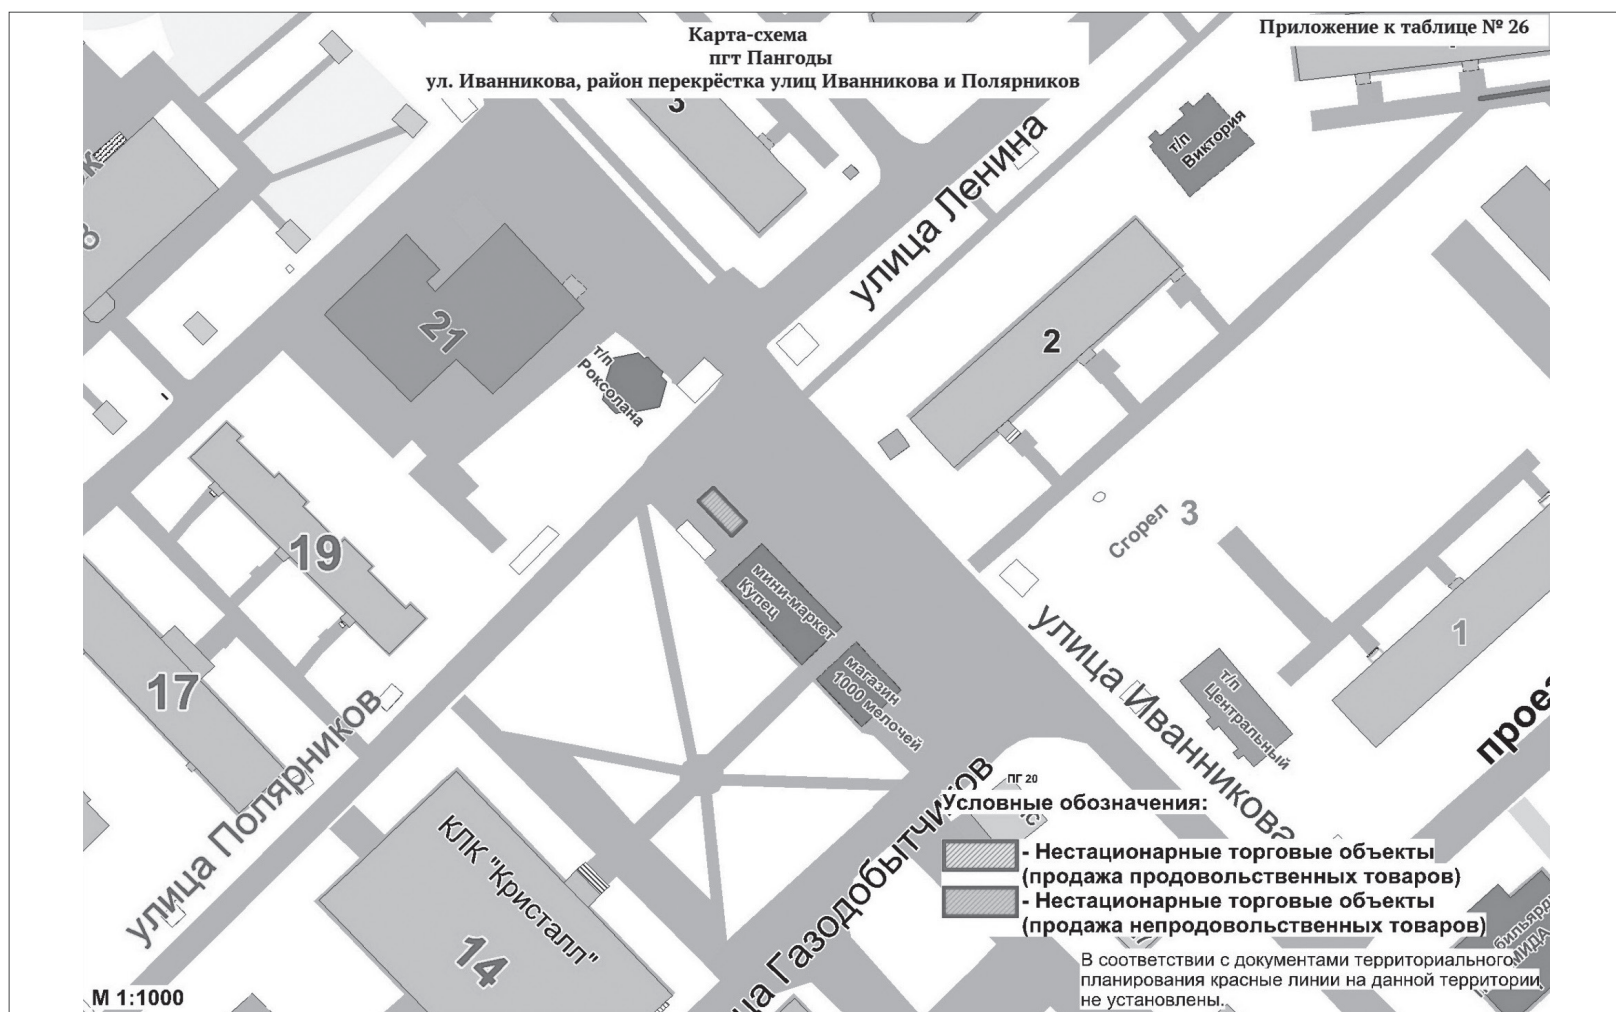 Приложение к таблице № 26
Карта-схема
пгт Пангоды
ул. Иванникова, район перекрёстка улиц Иванникова и Полярников
3
улица Ленина
т/п
Виктория
8
21
2
т/п
Роксолана
19
Сгорел
3
мини-маркет
Купец
1
17
магазин
1000 мелочей
улица Иванникова
т/п
Центральный
улица Полярников
ПГ 20
КЛК "Кристалл"
14
Газодобытчиков
Условные обозначения:
- Нестационарные торговые объекты
(продажа продовольственных товаров)
- Нестационарные торговые объекты
(продажа непродовольственных товаров)
В соответствии с документами территориального
планирования красные линии на данной территории
не установлены.
М 1:1000